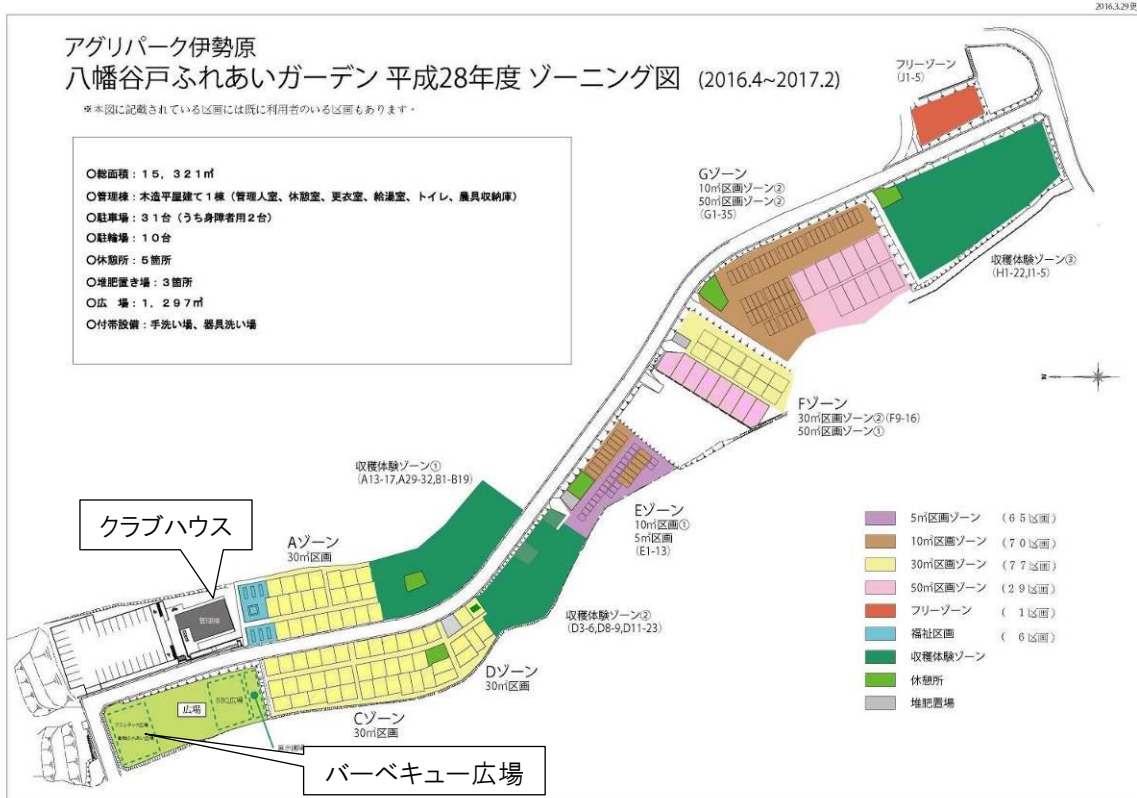 2016.3.29更
アグリパーク伊勢原
八幡谷戸ふれあいガーデン 平成28年度 ゾーニング図 (2016.4~2017.2)
※本図に記載されている区画には既に利用者のいる区画もあります・
○総面積：15，321㎡
○管理棟：木造平屋建て1棟（管理人室、休憩室、更衣室、給湯室、トイレ、農具収納庫）
○駐車場：31台（うち身障者用2台）
○駐輪場：10台
○休憩所：5箇所
○堆肥置き場：3箇所
○広　場：1，297㎡
○付帯設備：手洗い場、器具洗い場
フリーゾーン
(J1-5)
Gゾーン
10㎡区画ゾーン②
50㎡区画ゾーン②
(G1-35)
収穫体験ゾーン③
(H1-22,I1-5)
N
Fゾーン
30㎡区画ゾーン②(F9-16)
50㎡区画ゾーン①
収穫体験ゾーン①
(A13-17,A29-32,B1-B19)
Eゾーン
10㎡区画①
5㎡区画
(E1-13)
クラブハウス
Aゾーン
30㎡区画
管理棟
収穫体験ゾーン②
(D3-6,D8-9,D11-23)
Dゾーン
30㎡区画
Cゾーン
30㎡区画
広場
BBQ広場
バーベキュー広場
5㎡区画ゾーン （65区画）
10㎡区画ゾーン （70区画）
30㎡区画ゾーン （77区画）
50㎡区画ゾーン （29区画）
フリーゾーン （ 1区画）
福祉区画 （ 6区画）
収穫体験ゾーン
休憩所
堆肥置場